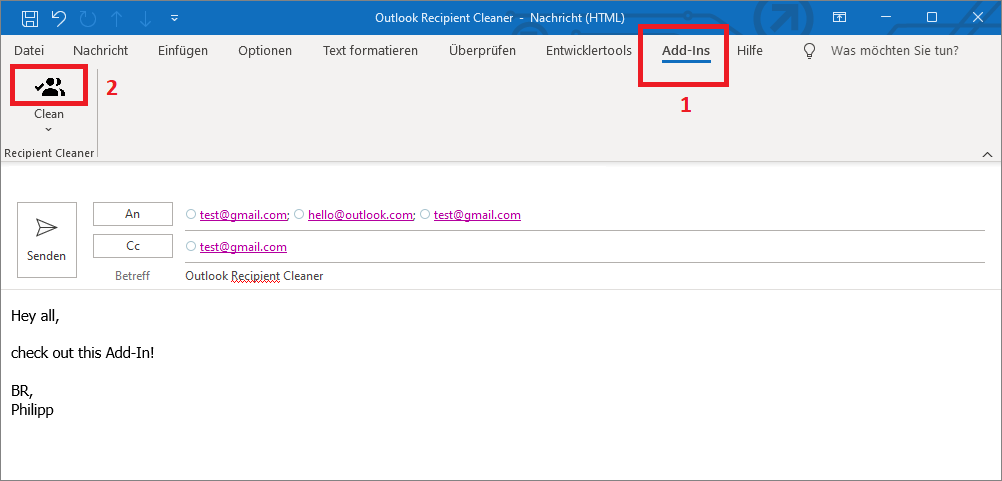 Outlook Recipient Cleaner - Nachricht (HTML)
Datei Nachricht Einfügen Optionen Text formatieren Überprüfen Entwicklertools Add-Ins Hilfe Was möchten Sie tun?
2
1
Clean
Recipient Cleaner
An test@gmail.com; hello@outlook.com; test@gmail.com
Cc test@gmail.com
Senden
Betreff Outlook Recipient Cleaner
Hey all,
check out this Add-In!
BR,
Philipp